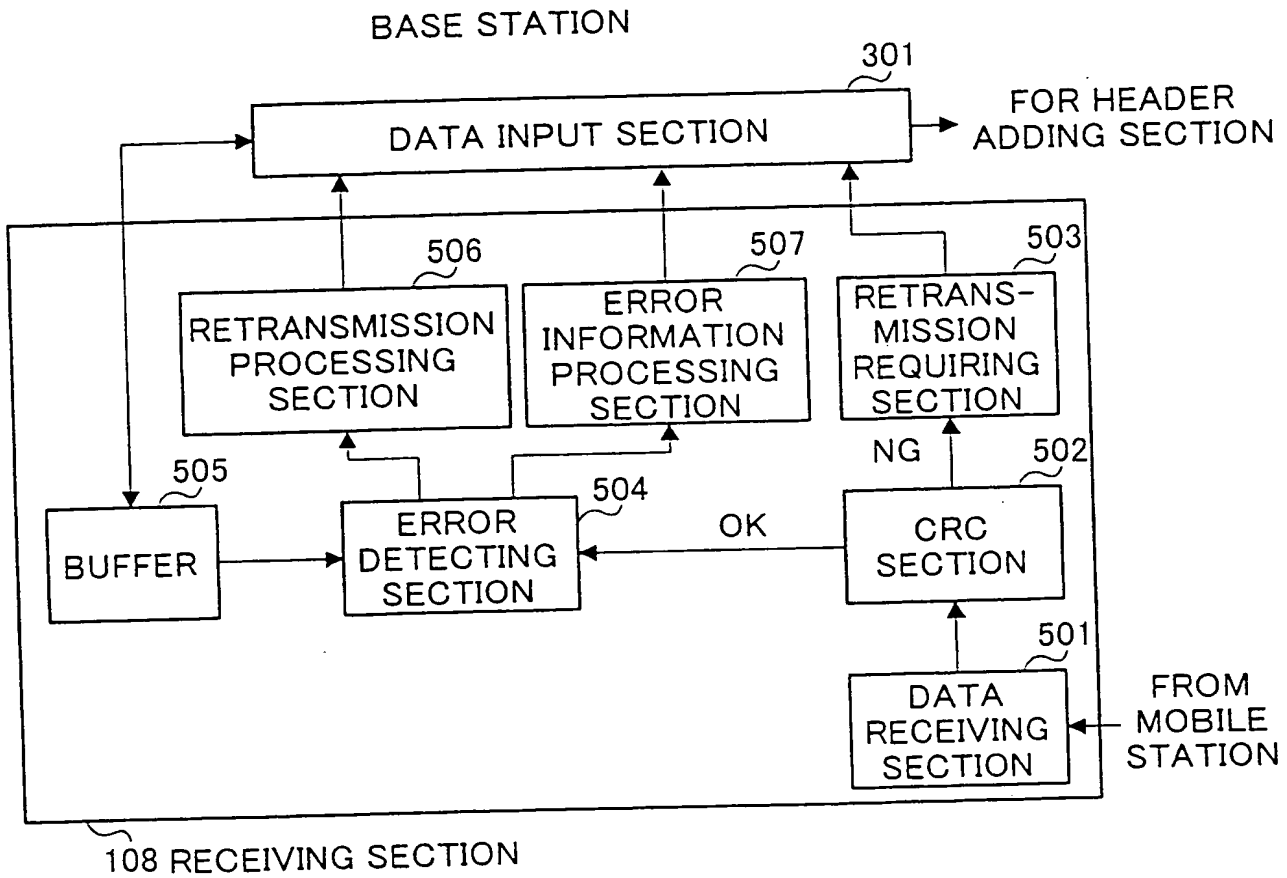 BASE STATION
301
DATA INPUT SECTION
FOR HEADER
ADDING SECTION
506
RETRANSMISSION
PROCESSING
SECTION
507
ERROR
INFORMATION
PROCESSING
SECTION
503
RETRANS-
MISSION
REQUIRING
SECTION
NG
505
BUFFER
504
ERROR
DETECTING
SECTION
OK
502
CRC
SECTION
501
DATA
RECEIVING
SECTION
FROM
MOBILE
STATION
108 RECEIVING SECTION